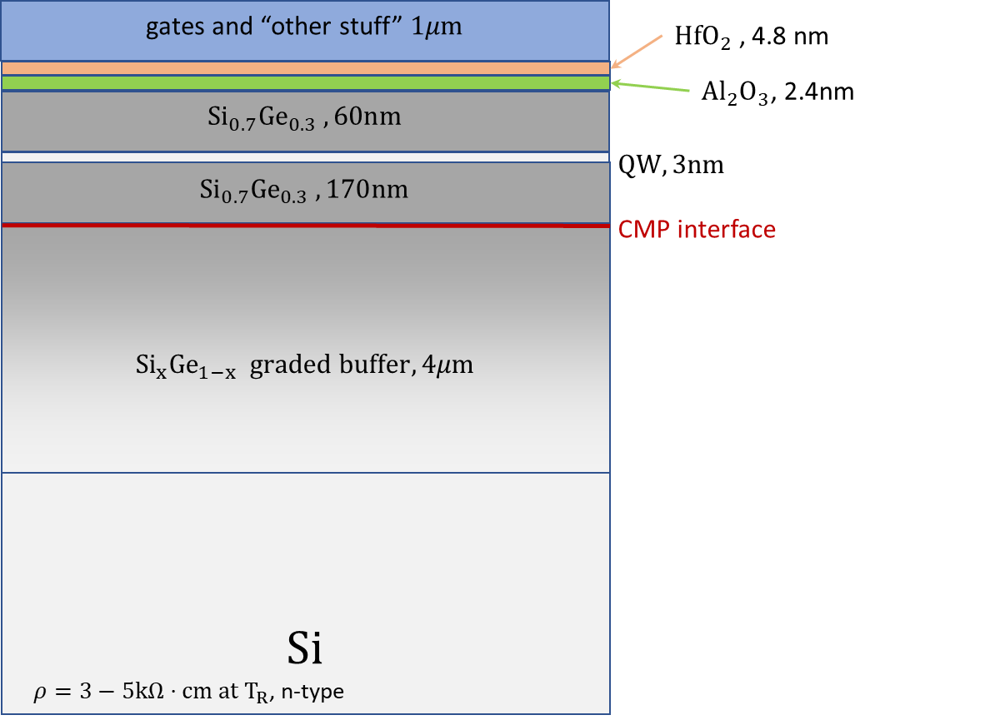 gates and “other stuff” 1μm
HfO₂ , 4.8 nm
Al₂O₃, 2.4nm
Si₀.₇Ge₀.₃ , 60nm
QW, 3nm
Si₀.₇Ge₀.₃ , 170nm
CMP interface
SiₓGe₁₋ₓ graded buffer, 4μm
Si
ρ = 3 − 5kΩ · cm at T_R, n-type